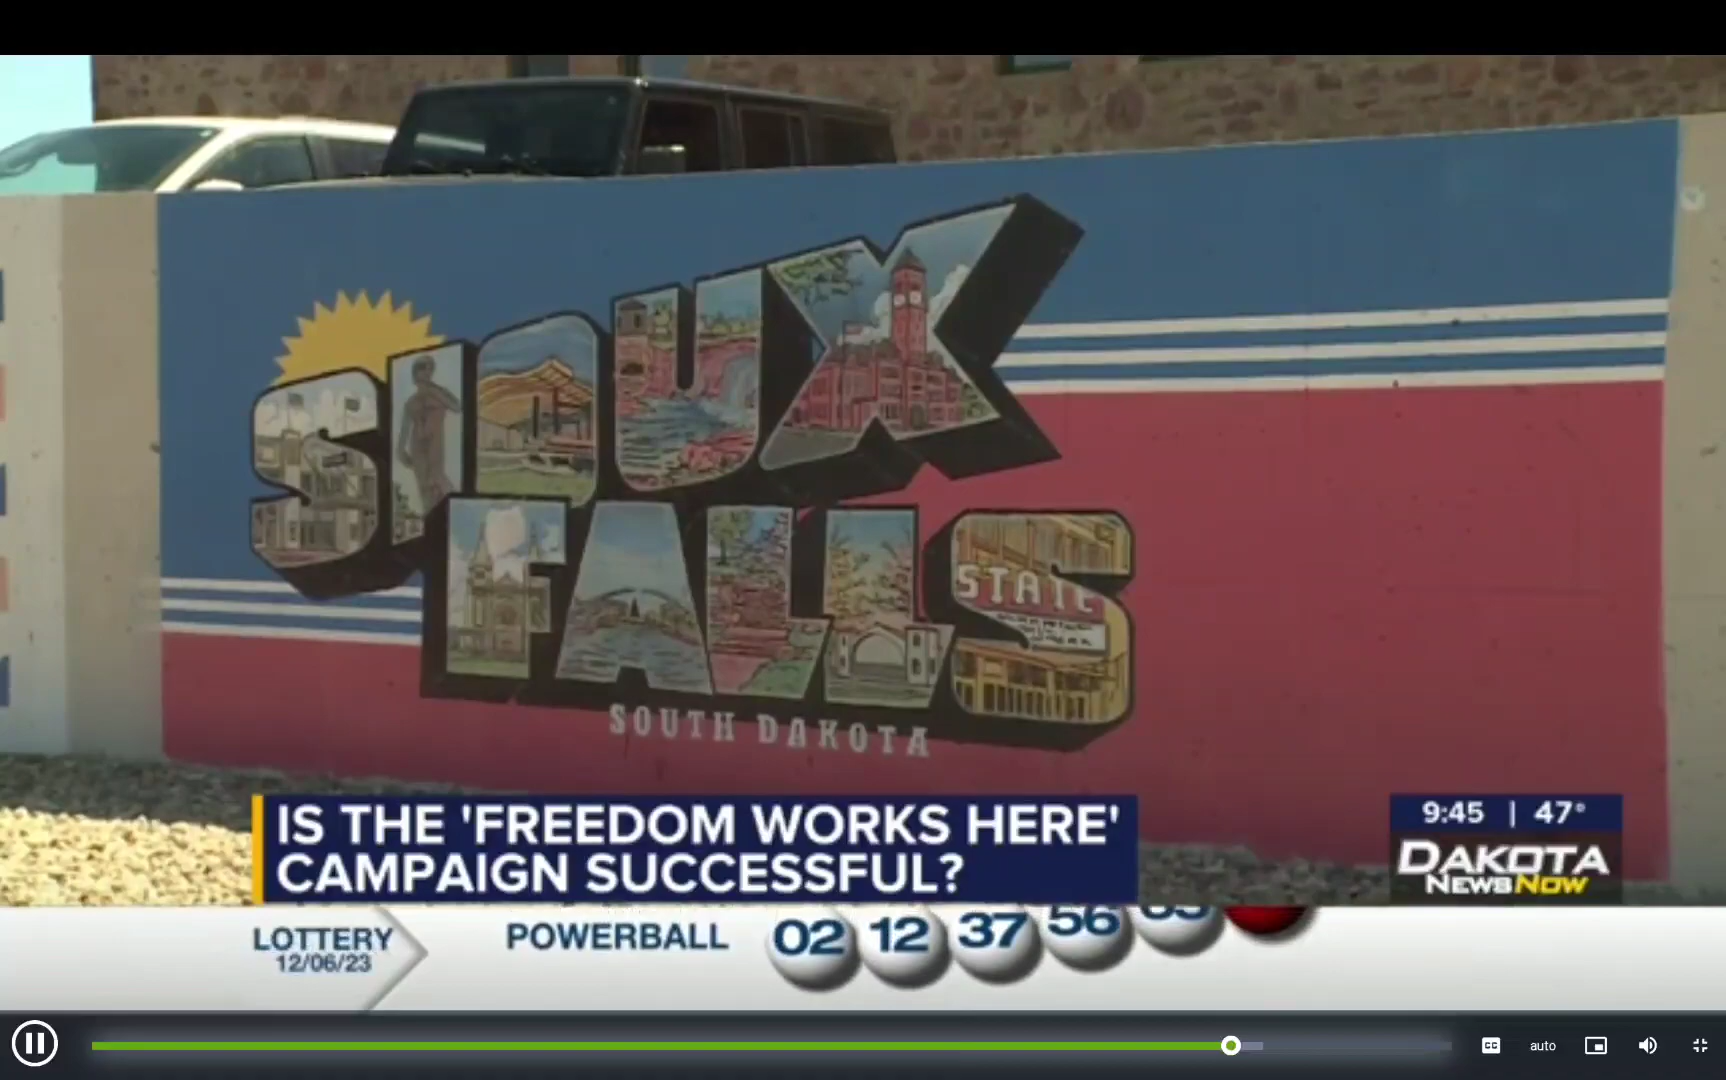 SIOUX
FALLS
STATE
SOUTH DAKOTA
IS THE 'FREEDOM WORKS HERE'
CAMPAIGN SUCCESSFUL?
9:45 | 47°
DAKOTA
NEWS NOW
LOTTERY
12/06/23
POWERBALL 02 12 37 56
CC
auto